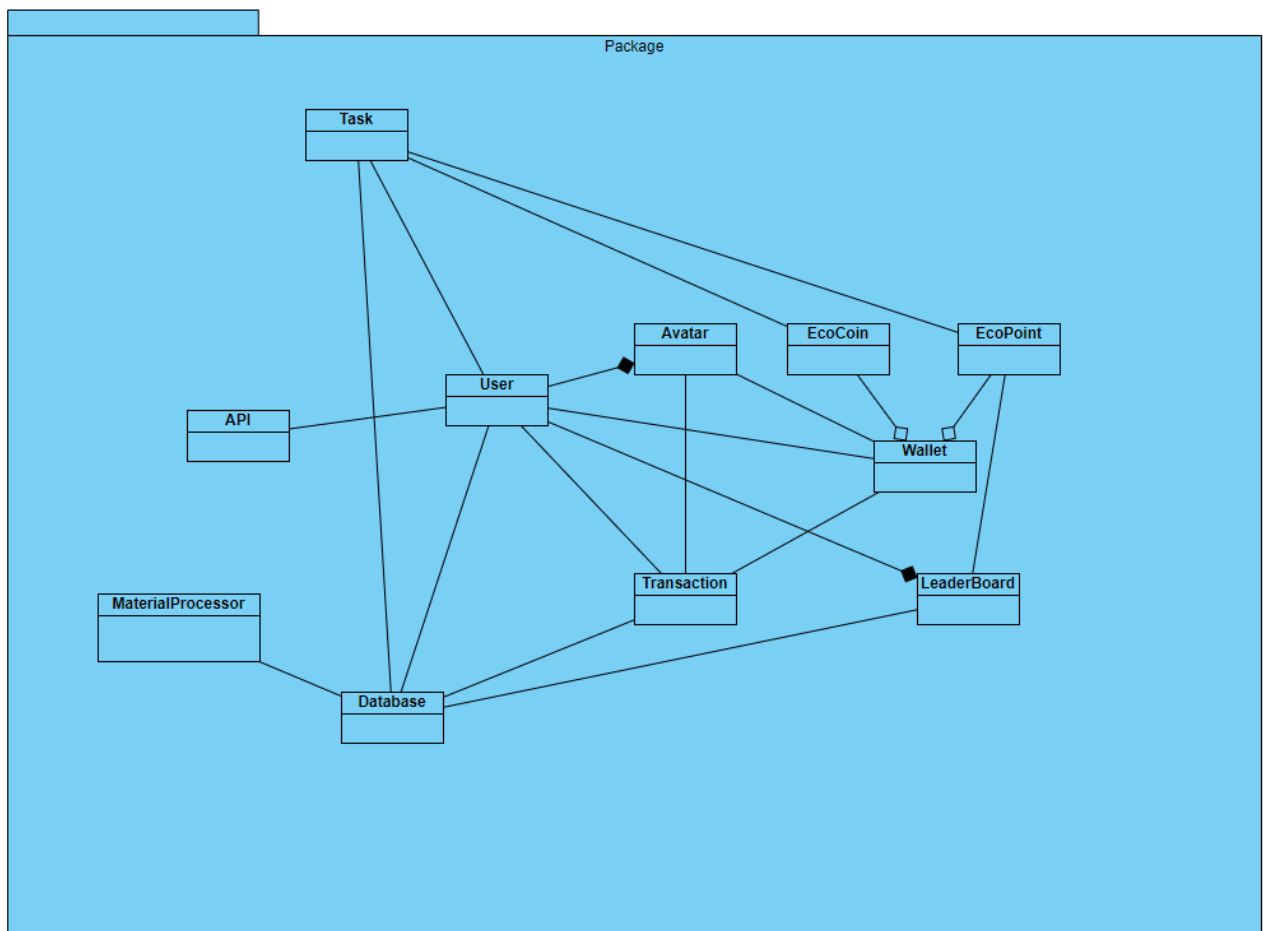 Package
Task
Avatar
EcoCoin
EcoPoint
User
API
Wallet
Transaction
LeaderBoard
MaterialProcessor
Database